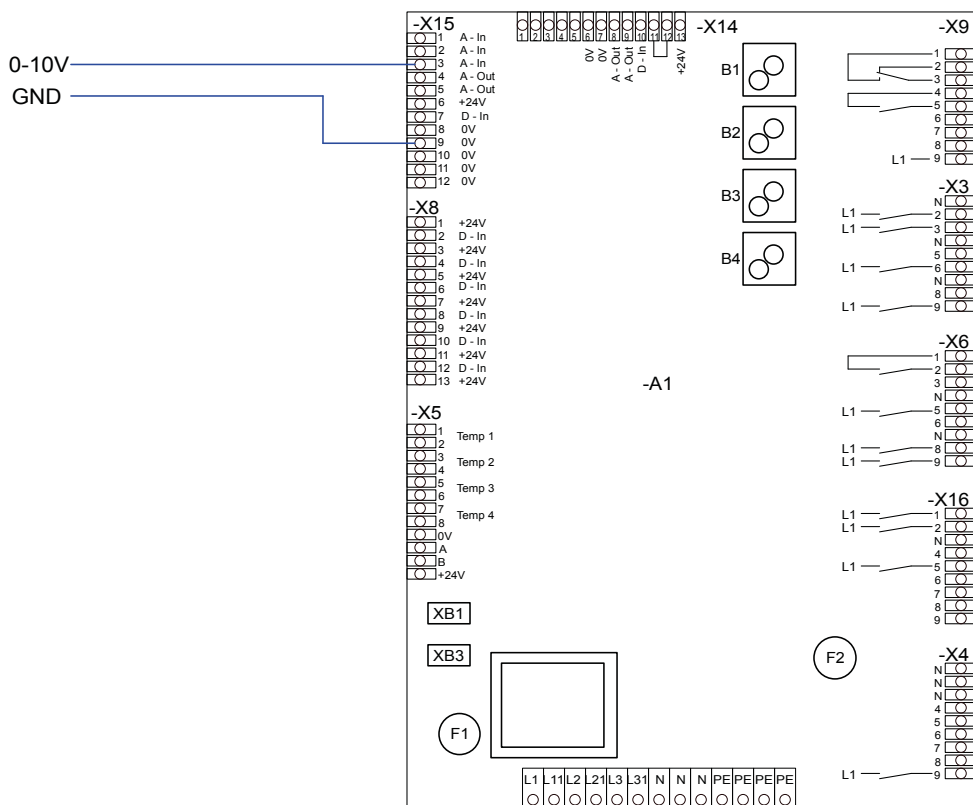 -X15
1 A - In
2 A - In
3 A - In
4 A - Out
5 A - Out
6 +24V
7 D - In
8 0V
9 0V
10 0V
11 0V
12 0V
0-10V
GND
-X8
1 +24V
2 D - In
3 +24V
4 D - In
5 +24V
6 D - In
7 +24V
8 D - In
9 +24V
10 D - In
11 +24V
12 D - In
13 +24V
-X5
1
2
Temp 1
3
4
Temp 2
5
6
Temp 3
7
8
Temp 4
0V
A
B
+24V
XB1
XB3
F1
1 2 3 4 5 6 7 8 9 10 11 12 13
0V
0V
A - Out
A - Out
D - In
+24V
-X14
B1
B2
B3
B4
-A1
F2
-X9
1
2
3
4
5
6
7
8
L1 9
-X3
N
L1 2
L1 3
N
5
L1 6
N
8
L1 9
-X6
1
2
3
N
L1 5
6
N
L1 8
L1 9
-X16
L1 1
L1 2
N
4
L1 5
6
7
8
9
-X4
N
N
N
4
5
6
7
8
L1 9
L1 L11 L2 L21 L3 L31 N N N PE PE PE PE